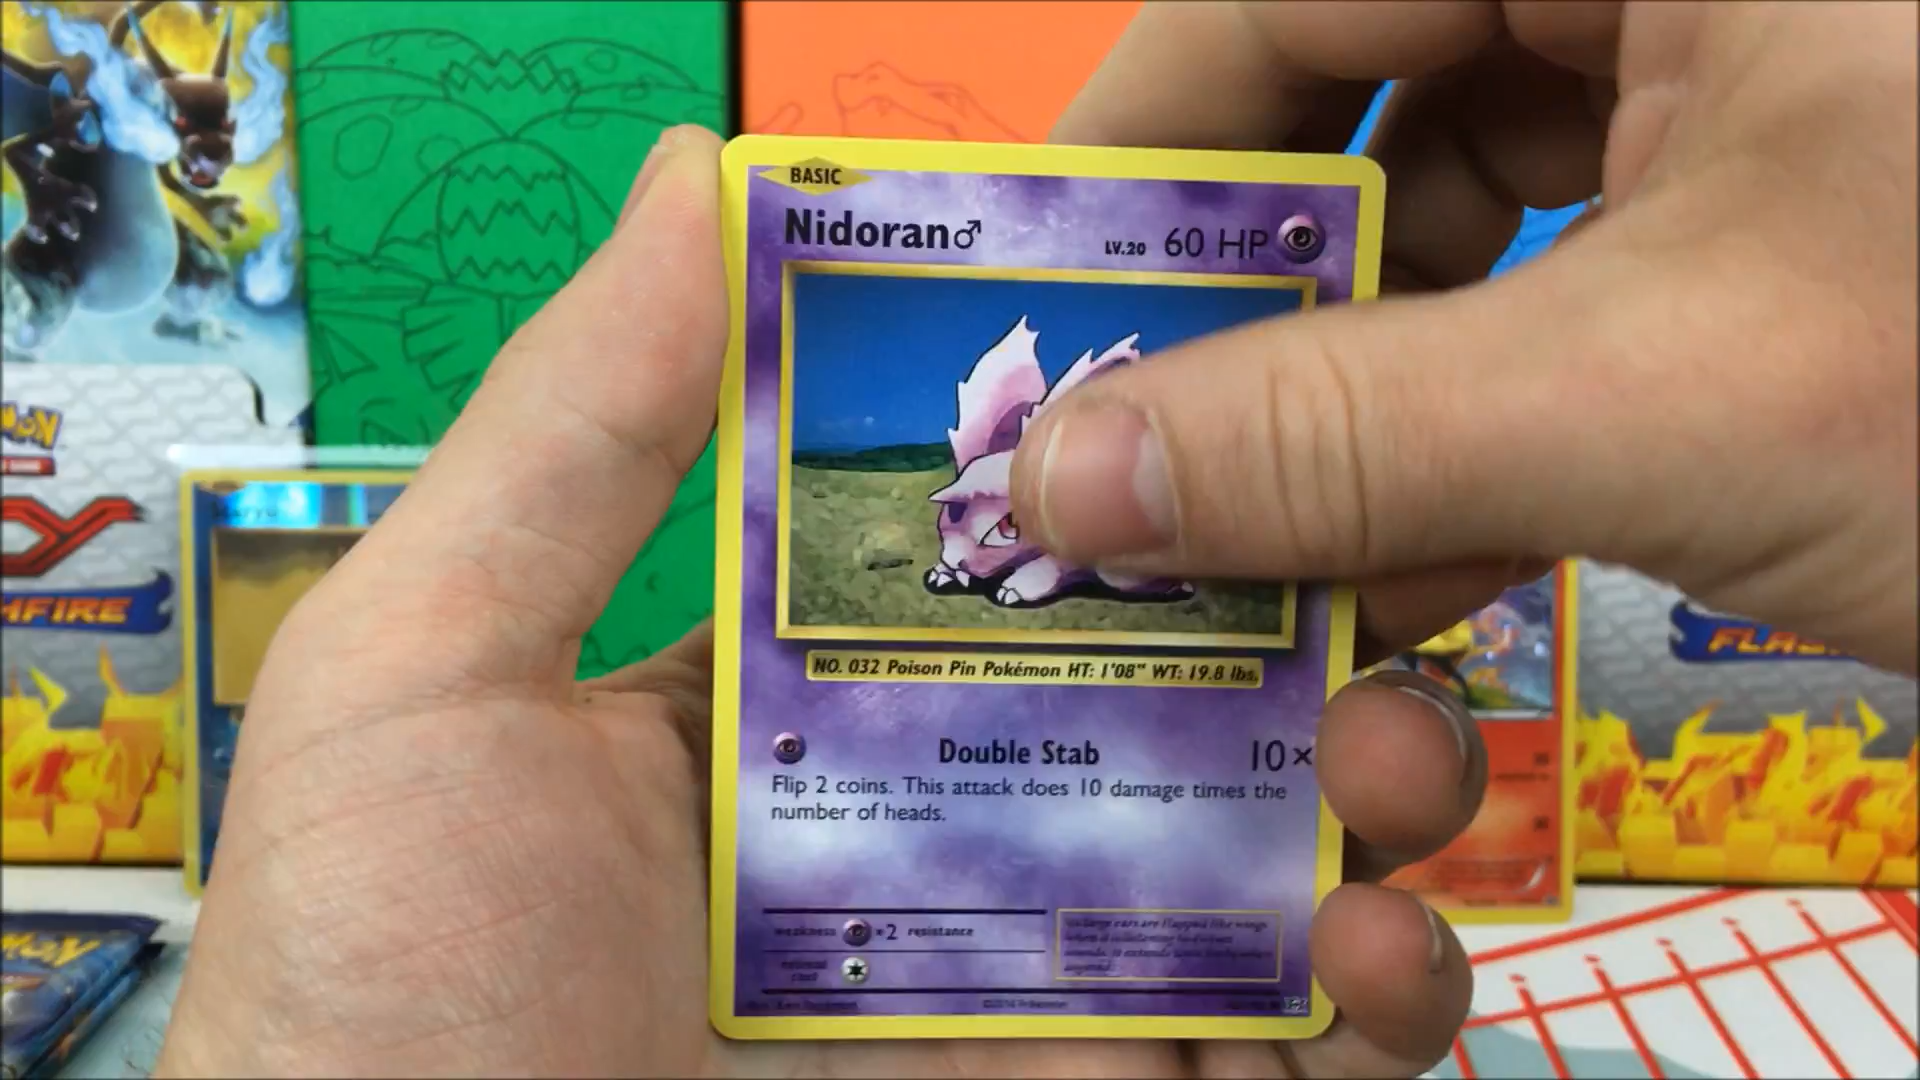 BASIC
Nidoran♂ LV.20 60 HP
NO. 032 Poison Pin Pokémon HT: 1'08" WT: 19.8 lbs.
Double Stab 10×
Flip 2 coins. This attack does 10 damage times the
number of heads.
weakness ×2 resistance
retreat
cost